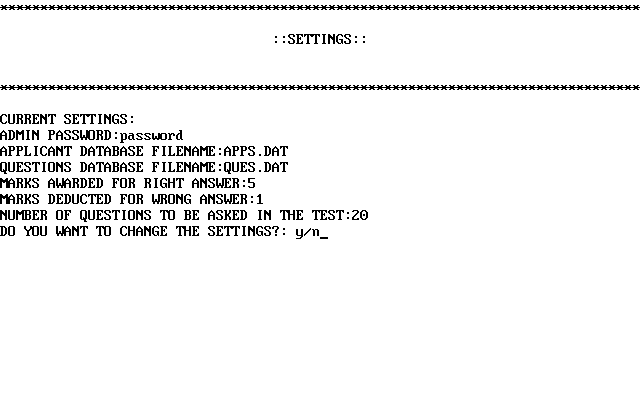 ********************************************************************************
::SETTINGS::
********************************************************************************
CURRENT SETTINGS:
ADMIN PASSWORD:password
APPLICANT DATABASE FILENAME:APPS.DAT
QUESTIONS DATABASE FILENAME:QUES.DAT
MARKS AWARDED FOR RIGHT ANSWER:5
MARKS DEDUCTED FOR WRONG ANSWER:1
NUMBER OF QUESTIONS TO BE ASKED IN THE TEST:20
DO YOU WANT TO CHANGE THE SETTINGS?: y/n_